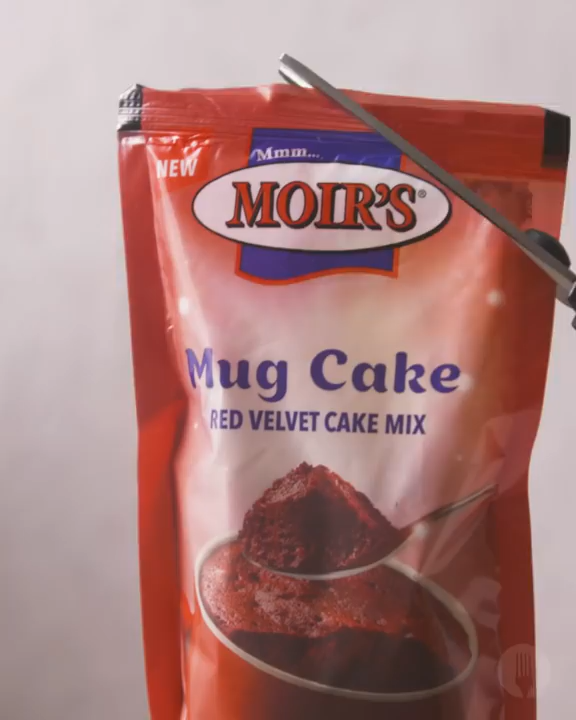 NEW
Mmm...
MOIR'S®
Mug Cake
RED VELVET CAKE MIX